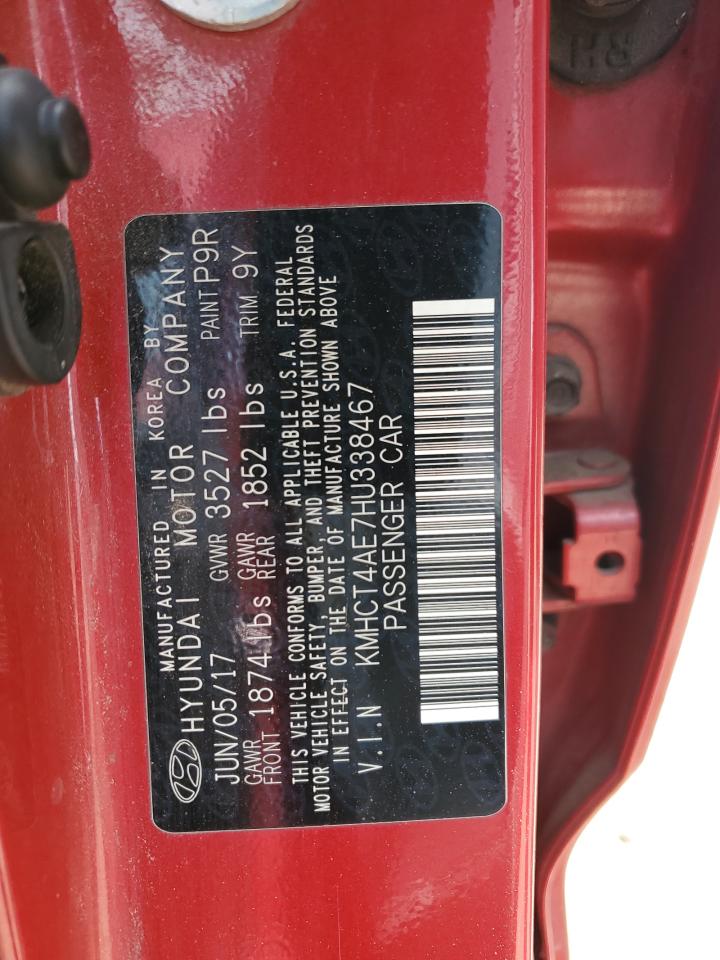 MANUFACTURED IN KOREA BY
HYUNDAI MOTOR COMPANY
JUN/05/17 GVWR 3527 lbs PAINT P9R
GAWR FRONT 1874 lbs GAWR REAR 1852 lbs TRIM 9Y
THIS VEHICLE CONFORMS TO ALL APPLICABLE U.S.A. FEDERAL
MOTOR VEHICLE SAFETY, BUMPER, AND THEFT PREVENTION STANDARDS
IN EFFECT ON THE DATE OF MANUFACTURE SHOWN ABOVE
V.I.N KMHCT4AE7HU338467
PASSENGER CAR
RH